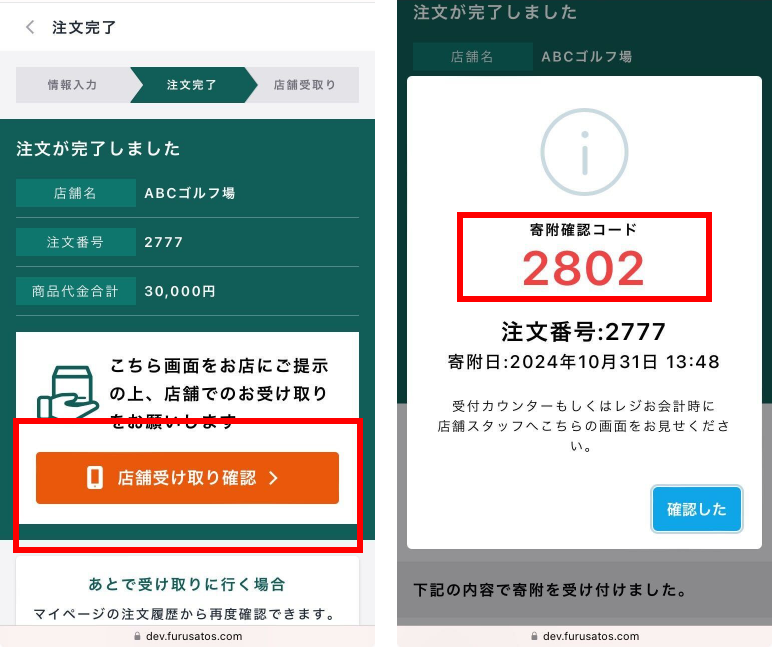 注文完了
情報入力
注文完了
店舗受取り
注文が完了しました
店舗名
ABCゴルフ場
注文番号
2777
商品代金合計
30,000円
こちら画面をお店にご提示
の上、店舗でのお受け取り
をお願いします
店舗受け取り確認
あとで受け取りに行く場合
マイページの注文履歴から再度確認できます。
dev.furusatos.com
注文が完了しました
店舗名
ABCゴルフ場
寄附確認コード
2802
注文番号:2777
寄附日:2024年10月31日 13:48
受付カウンターもしくはレジお会計時に
店舗スタッフへこちらの画面をお見せくださ
い。
確認した
下記の内容で寄附を受け付けました。
dev.furusatos.com